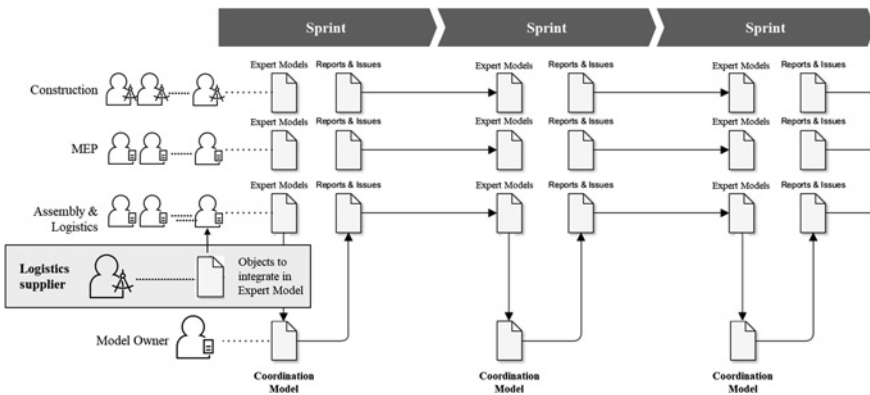 Sprint Sprint Sprint
Expert Models Reports & Issues Expert Models Reports & Issues Expert Models Reports & Issues
Construction
Expert Models Reports & Issues Expert Models Reports & Issues Expert Models Reports & Issues
MEP
Expert Models Reports & Issues Expert Models Reports & Issues Expert Models Reports & Issues
Assembly &
Logistics
Logistics
supplier
Objects to
integrate in
Expert Model
Model Owner
Coordination
Model
Coordination
Model
Coordination
Model